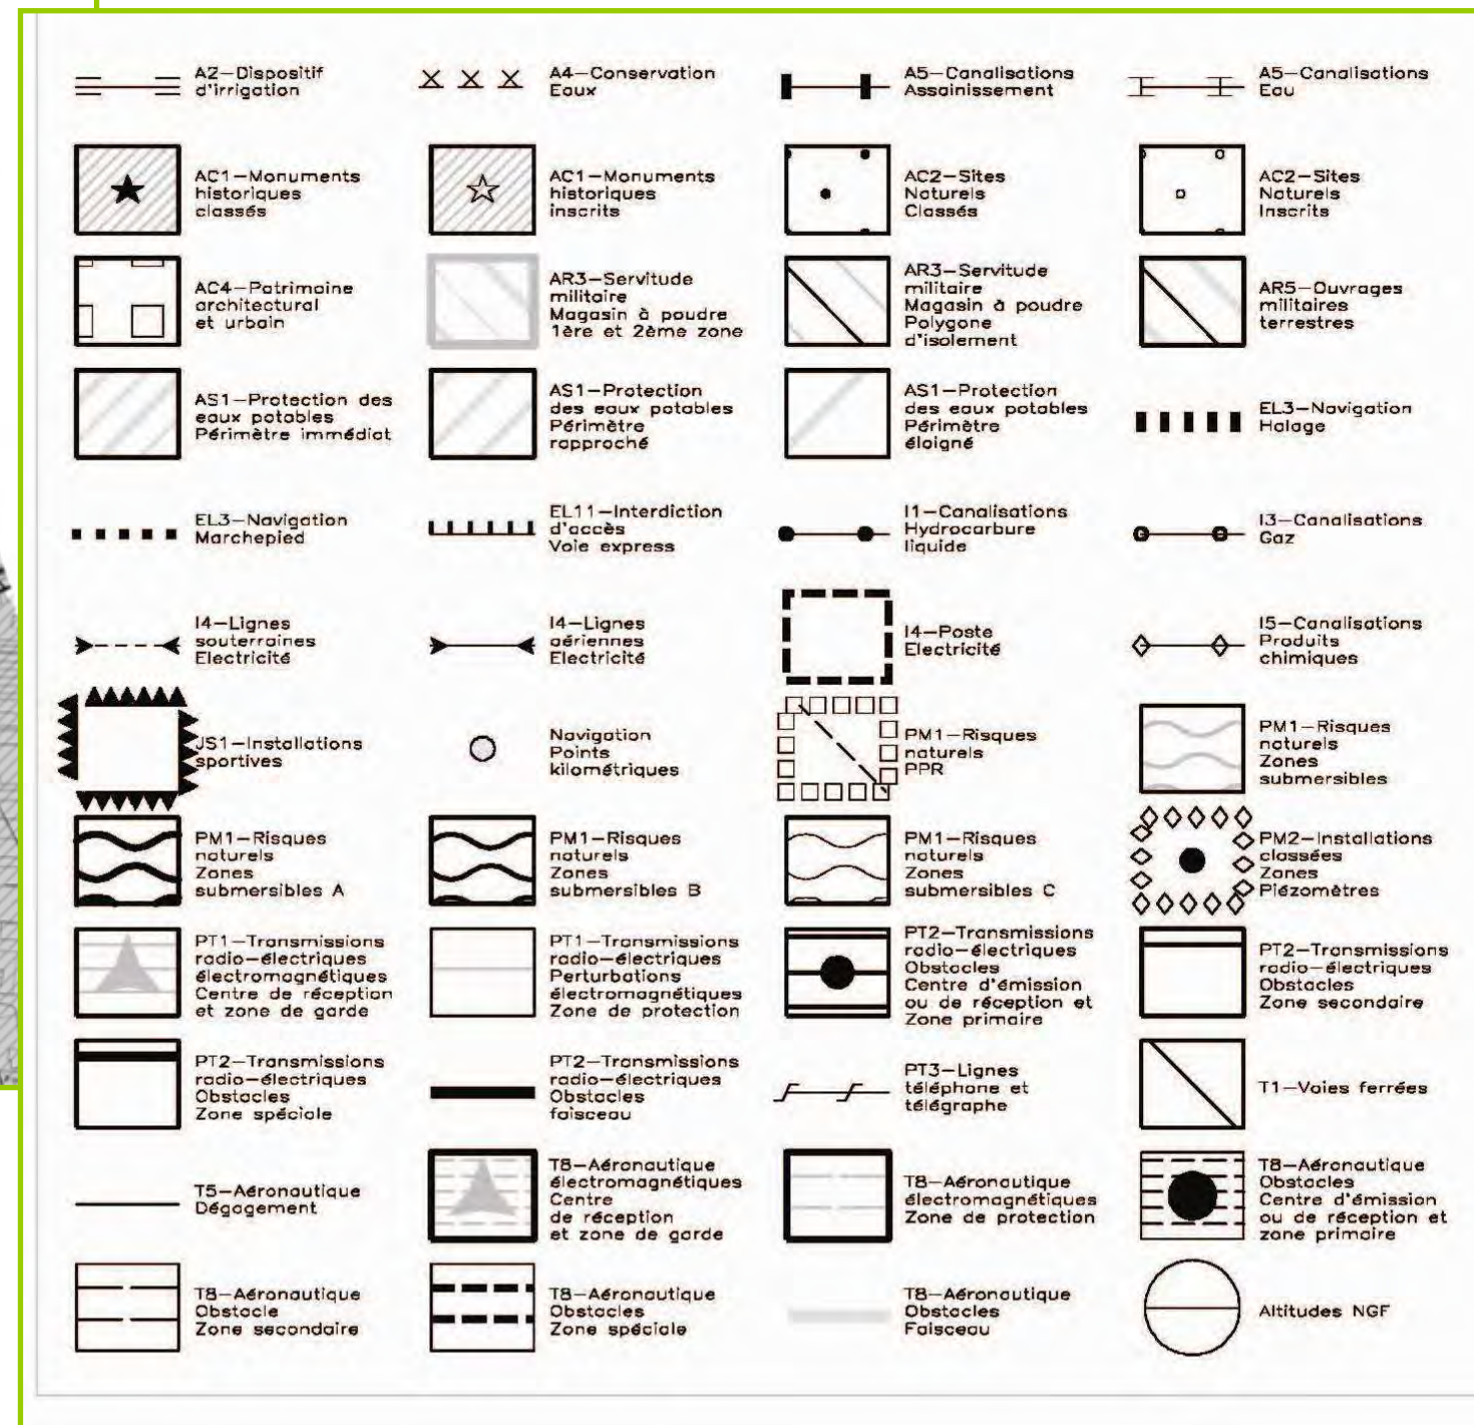 A2-Dispositif
d'irrigation
A4-Conservation
Eaux
A5-Canalisations
Assainissement
A5-Canalisations
Eau
AC1-Monuments
historiques
classés
AC1-Monuments
historiques
inscrits
AC2-Sites
Naturels
Classés
AC2-Sites
Naturels
Inscrits
AC4-Patrimoine
architectural
et urbain
AR3-Servitude
militaire
Magasin à poudre
1ère et 2ème zone
AR3-Servitude
militaire
Magasin à poudre
Polygone
d'isolement
AR5-Ouvrages
militaires
terrestres
AS1-Protection des
eaux potables
Périmètre immédiat
AS1-Protection
des eaux potables
Périmètre
rapproché
AS1-Protection
des eaux potables
Périmètre
éloigné
EL3-Navigation
Halage
EL3-Navigation
Marchepied
EL11-Interdiction
d'accès
Voie express
I1-Canalisations
Hydrocarbure
liquide
I3-Canalisations
Gaz
I4-Lignes
souterraines
Electricité
I4-Lignes
aériennes
Electricité
I4-Poste
Electricité
I5-Canalisations
Produits
chimiques
JS1-Installations
sportives
Navigation
Points
kilométriques
PM1-Risques
naturels
PPR
PM1-Risques
naturels
Zones
submersibles
PM1-Risques
naturels
Zones
submersibles A
PM1-Risques
naturels
Zones
submersibles B
PM1-Risques
naturels
Zones
submersibles C
PM2-Installations
classées
Zones
Piézomètres
PT1-Transmissions
radio-électriques
électromagnétiques
Centre de réception
et zone de garde
PT1-Transmissions
radio-électriques
Perturbations
électromagnétiques
Zone de protection
PT2-Transmissions
radio-électriques
Obstacles
Centre d'émission
ou de réception et
Zone primaire
PT2-Transmissions
radio-électriques
Obstacles
Zone secondaire
PT2-Transmissions
radio-électriques
Obstacles
Zone spéciale
PT2-Transmissions
radio-électriques
Obstacles
faisceau
PT3-Lignes
téléphone et
télégraphe
T1-Voies ferrées
T5-Aéronautique
Dégagement
T8-Aéronautique
électromagnétiques
Centre
de réception
et zone de garde
T8-Aéronautique
électromagnétiques
Zone de protection
T8-Aéronautique
Obstacles
Centre d'émission
ou de réception et
zone primaire
T8-Aéronautique
Obstacle
Zone secondaire
T8-Aéronautique
Obstacles
Zone spéciale
T8-Aéronautique
Obstacles
Faisceau
Altitudes NGF